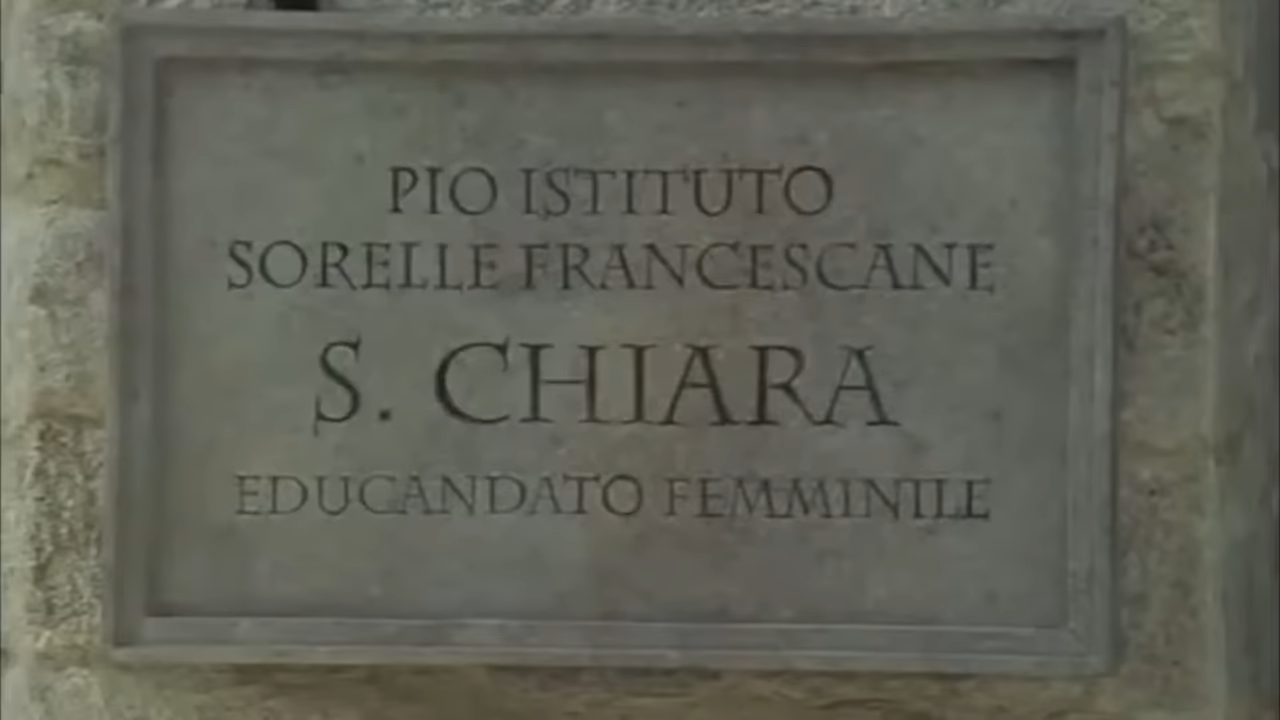 PIO ISTITUTO
SORELLE FRANCESCANE
S. CHIARA
EDUCANDATO FEMMINILE